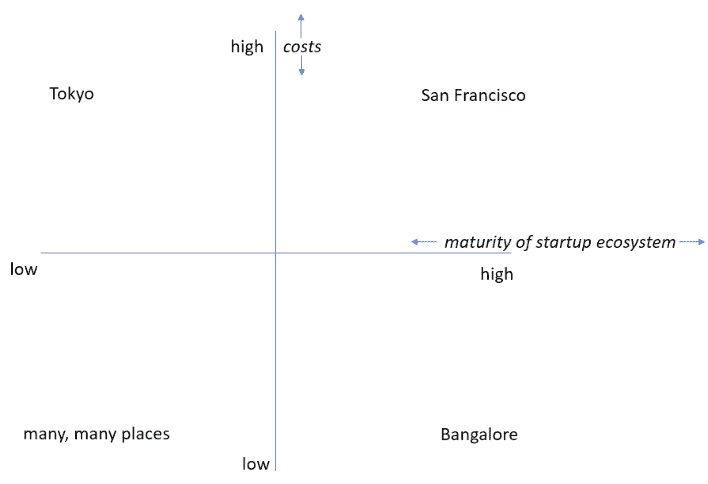 high costs
Tokyo
San Francisco
maturity of startup ecosystem
low
high
many, many places
Bangalore
low